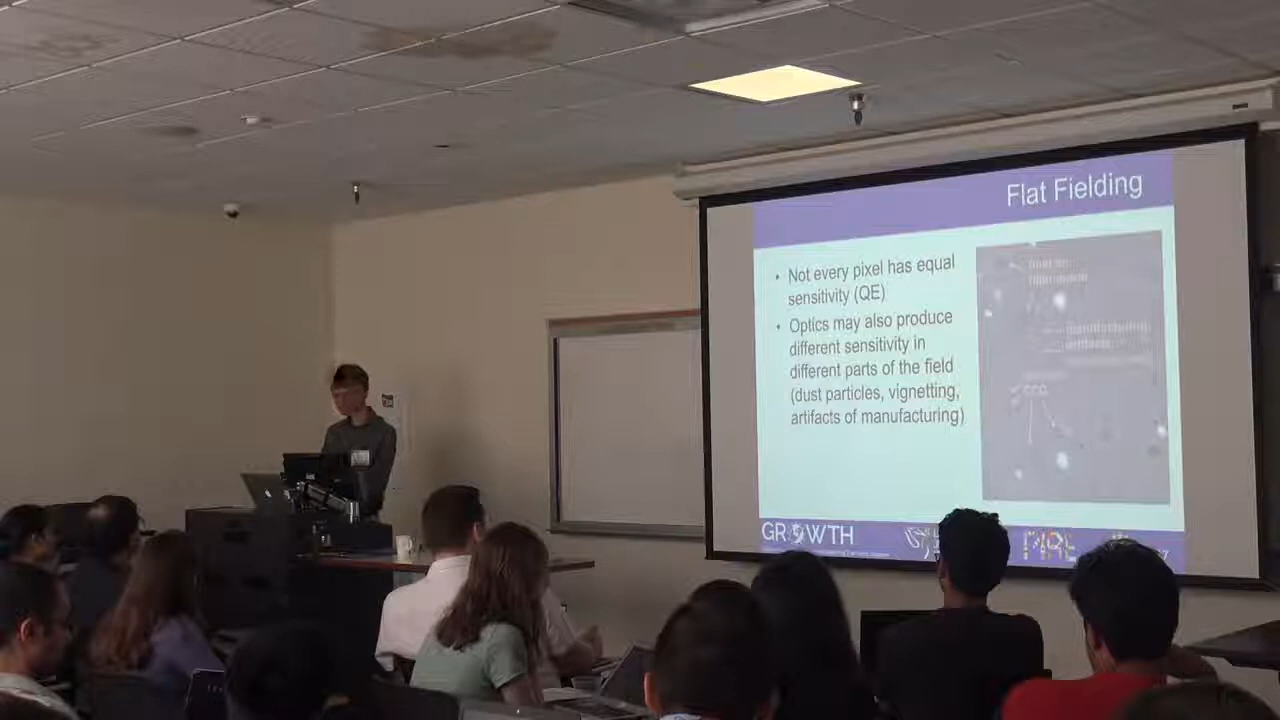 Flat Fielding
• Not every pixel has equal
sensitivity (QE)
• Optics may also produce
different sensitivity in
different parts of the field
(dust particles, vignetting,
artifacts of manufacturing)
GROWTH
PIRE